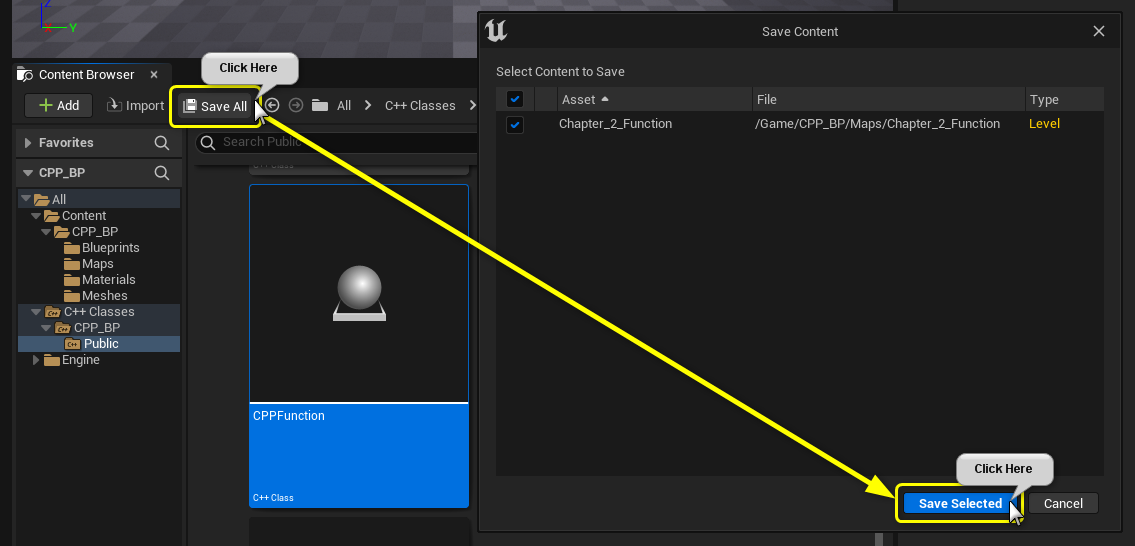 Z
X
Y
Content Browser
Click Here
Add
Import
Save All
All
C++ Classes
Favorites
Search Public
CPP_BP
C++ Class
All
Content
CPP_BP
Blueprints
Maps
Materials
Meshes
C++ Classes
CPP_BP
Public
Engine
CPPFunction
C++ Class
Save Content
Select Content to Save
Asset
File
Type
Chapter_2_Function
/Game/CPP_BP/Maps/Chapter_2_Function
Level
Click Here
Save Selected
Cancel